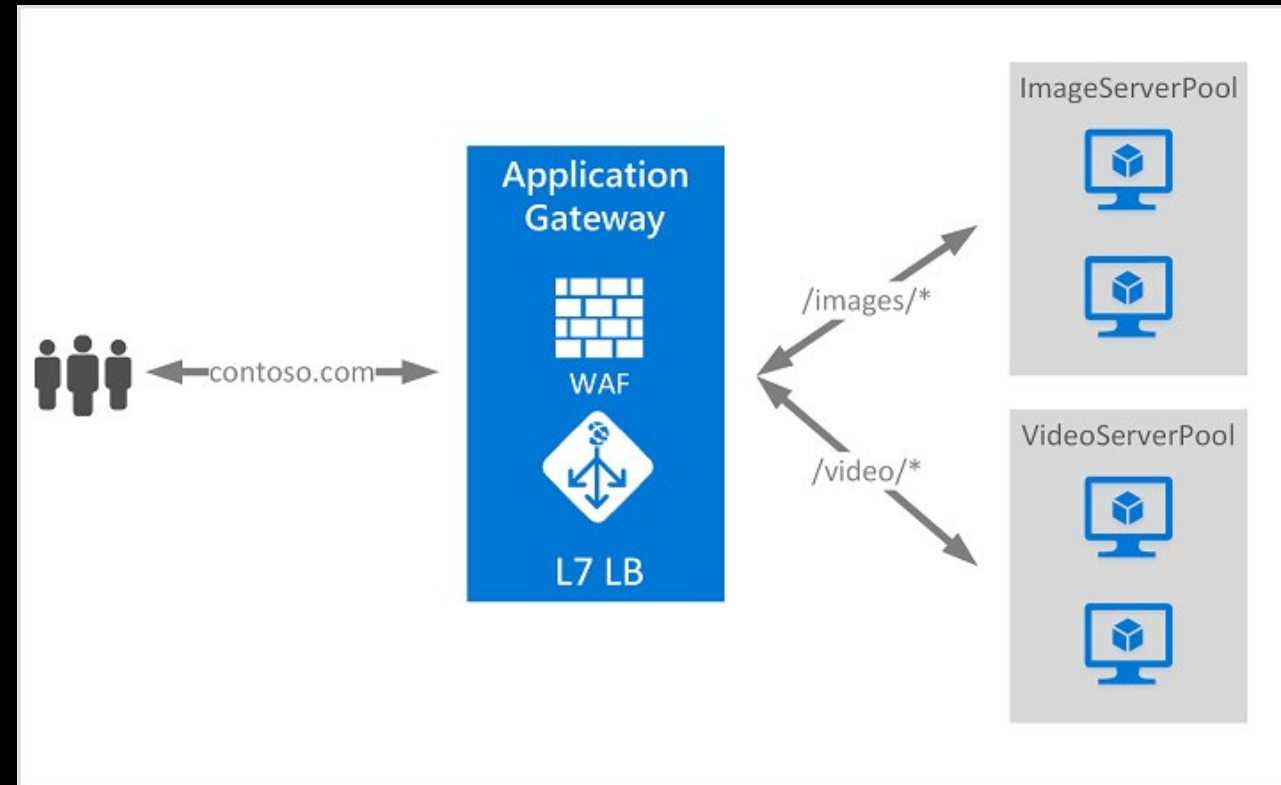 contoso.com
Application
Gateway
WAF
L7 LB
/images/*
/video/*
ImageServerPool
VideoServerPool